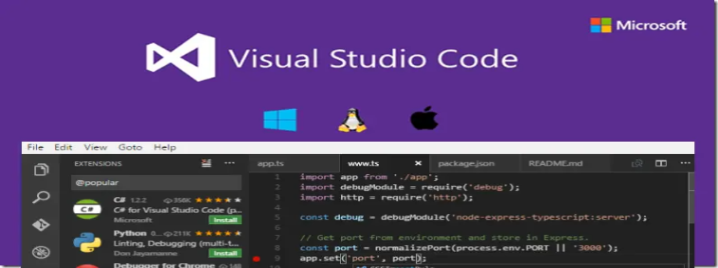 Microsoft
Visual Studio Code
File Edit View Goto Help
EXTENSIONS ... app.ts www.ts × package.json README.md ...
@popular
C# 1.2.2 358K
C# for Visual Studio Code (p...
Microsoft Install
Python 0... 211K
Linting, Debugging (multi-t...
Don Jayamanne Install
Debugger for Chrome 148
1 import app from './app';
2 import debugModule = require('debug');
3 import http = require('http');
4
5 const debug = debugModule('node-express-typescript:server');
6
7 // Get port from environment and store in Express.
8 const port = normalizePort(process.env.PORT || '3000');
9 app.set('port', port);